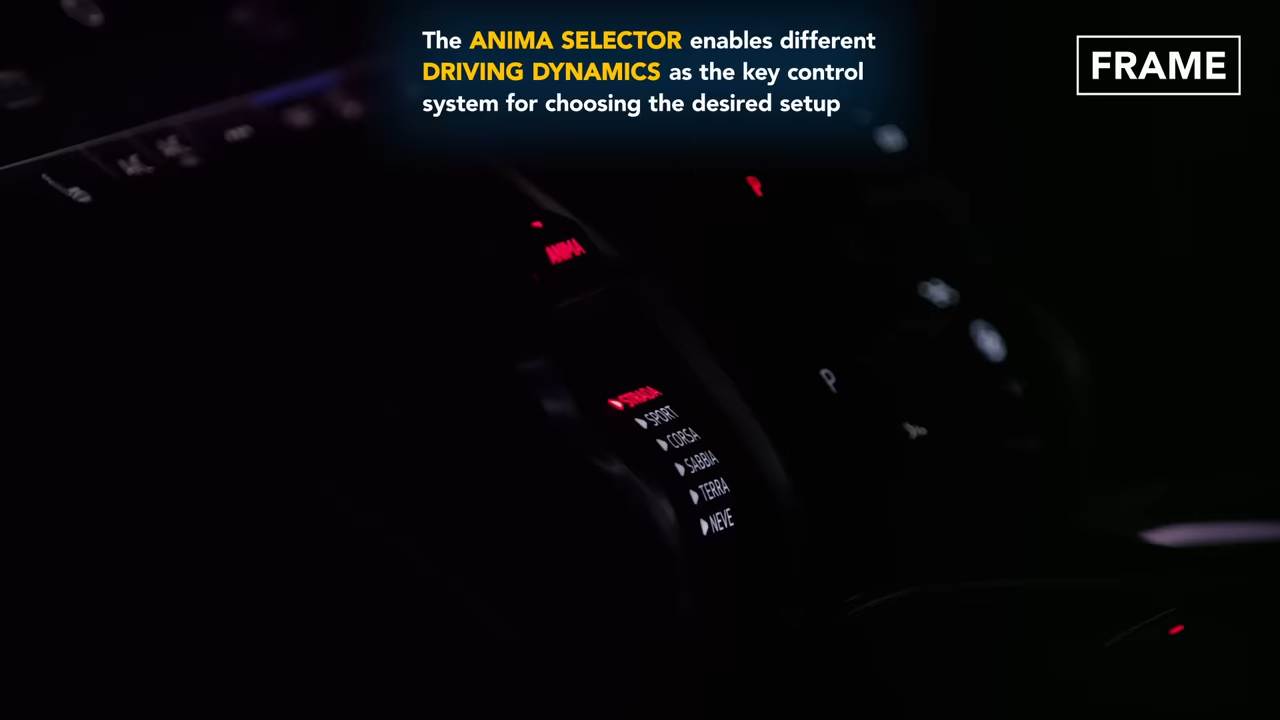 The ANIMA SELECTOR enables different
DRIVING DYNAMICS as the key control
system for choosing the desired setup
FRAME
P
ANIMA
P
STRADA
SPORT
CORSA
SABBIA
TERRA
NEVE